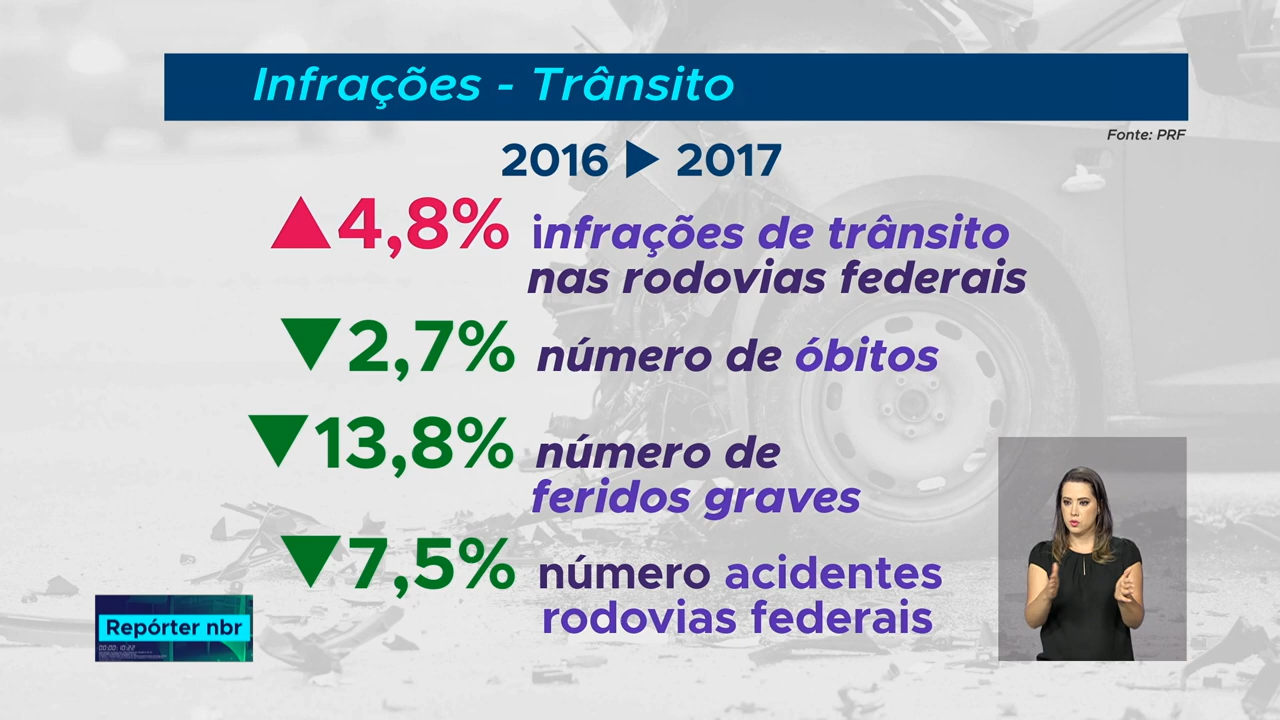 Infrações - Trânsito
Fonte: PRF
2016 ▶ 2017
▲4,8% infrações de trânsito
nas rodovias federais
▼2,7% número de óbitos
▼13,8% número de
feridos graves
▼7,5% número acidentes
rodovias federais
Repórter nbr